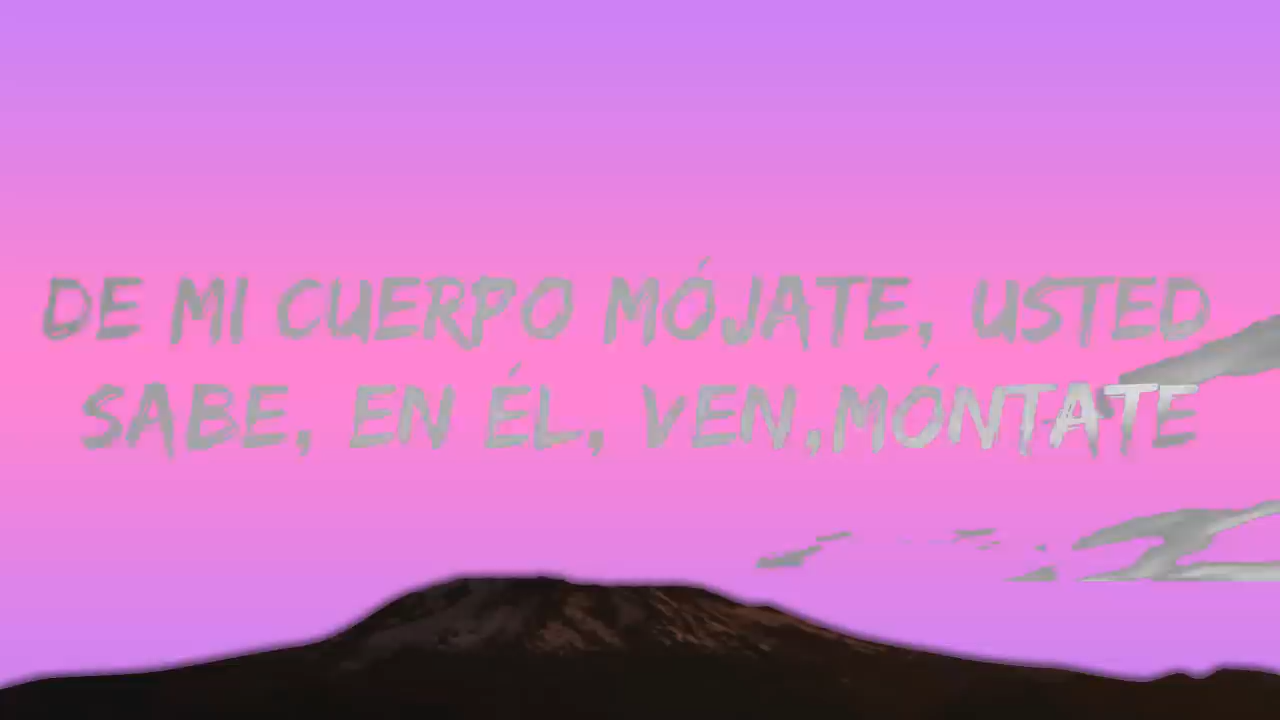 DE MI CUERPO MÓJATE, USTED
SABE, EN ÉL, VEN, MÓNTATE